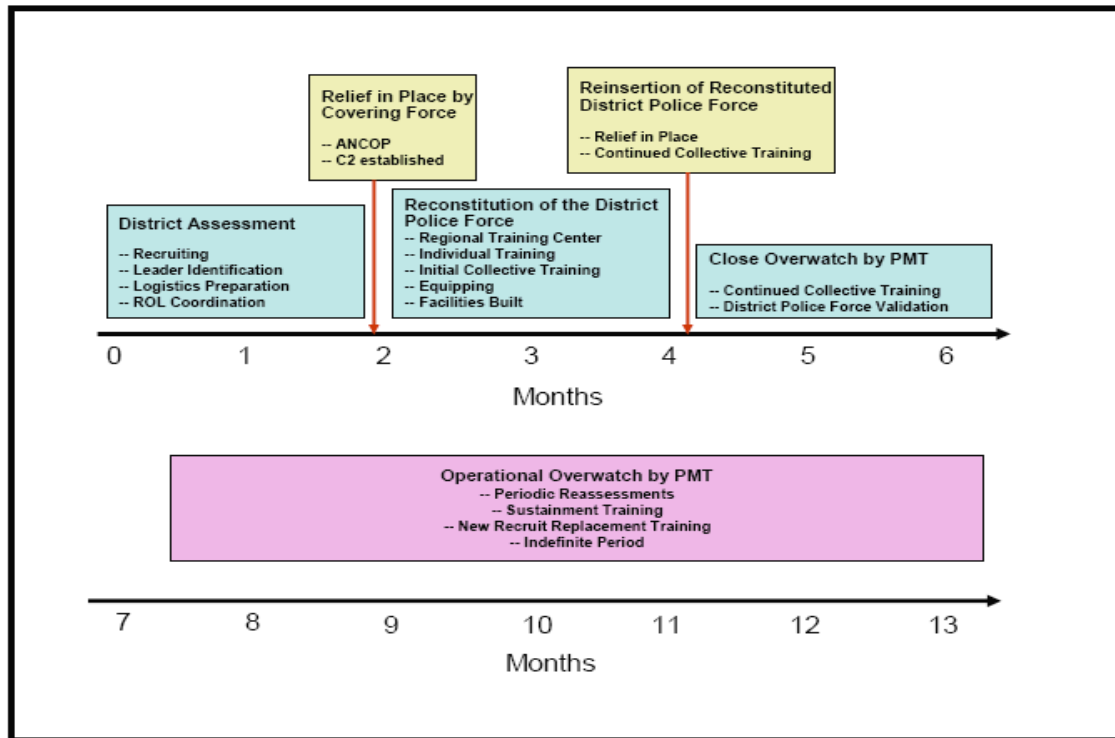 Relief in Place by
Covering Force
-- ANCOP
-- C2 established
Reinsertion of Reconstituted
District Police Force
-- Relief in Place
-- Continued Collective Training
District Assessment
-- Recruiting
-- Leader Identification
-- Logistics Preparation
-- ROL Coordination
Reconstitution of the District
Police Force
-- Regional Training Center
-- Individual Training
-- Initial Collective Training
-- Equipping
-- Facilities Built
Close Overwatch by PMT
-- Continued Collective Training
-- District Police Force Validation
0 1 2 3 4 5 6
Months
Operational Overwatch by PMT
-- Periodic Reassessments
-- Sustainment Training
-- New Recruit Replacement Training
-- Indefinite Period
7 8 9 10 11 12 13
Months